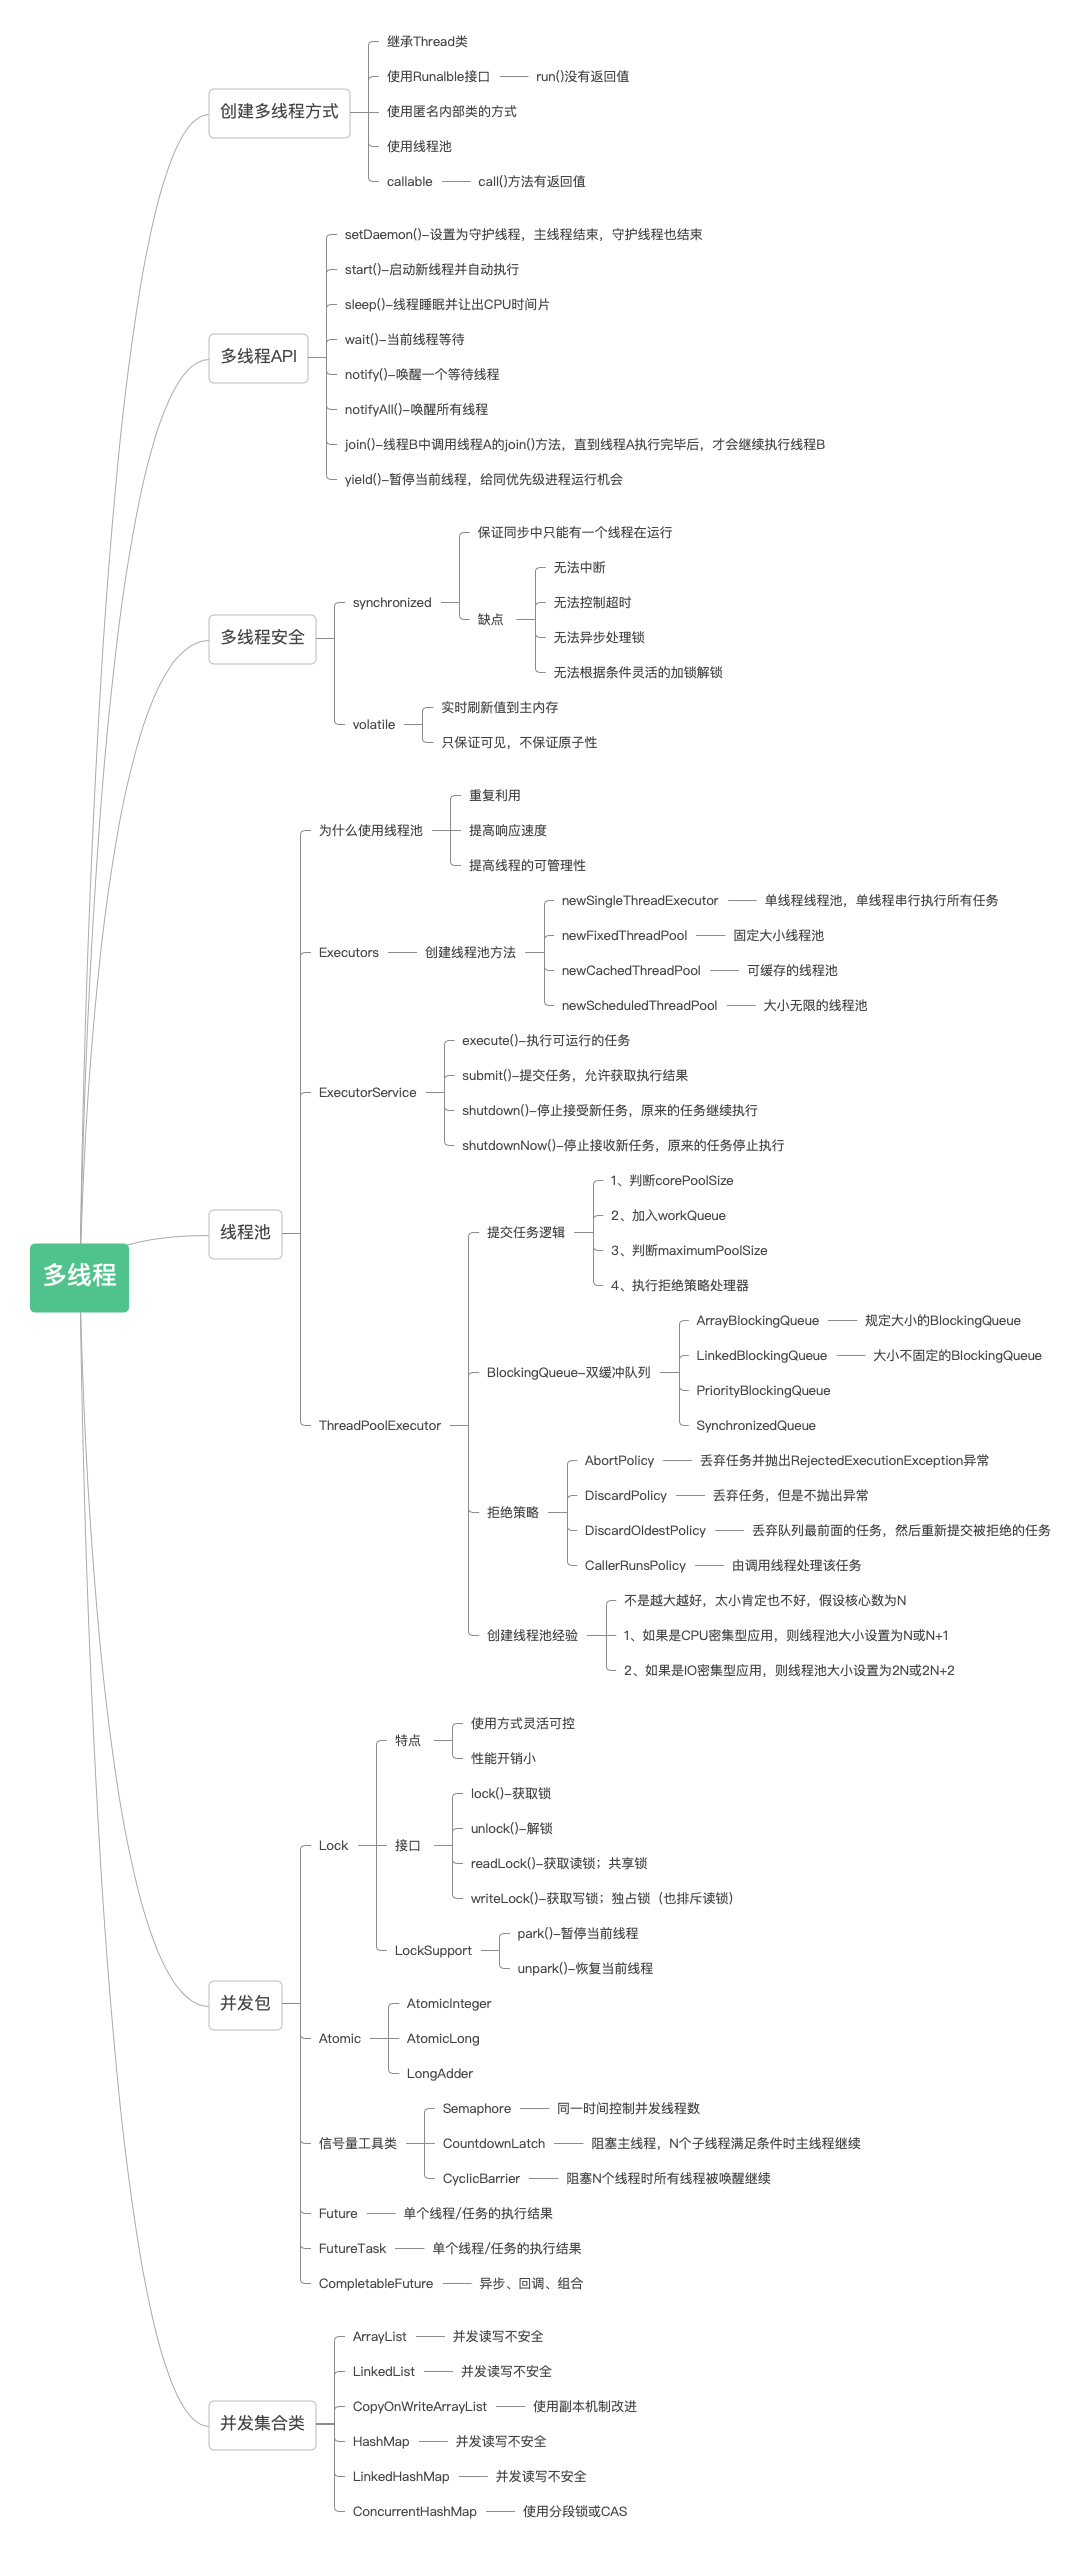 多线程
创建多线程方式
继承Thread类
使用Runalble接口
run()没有返回值
使用匿名内部类的方式
使用线程池
callable
call()方法有返回值
多线程API
setDaemon()-设置为守护线程，主线程结束，守护线程也结束
start()-启动新线程并自动执行
sleep()-线程睡眠并让出CPU时间片
wait()-当前线程等待
notify()-唤醒一个等待线程
notifyAll()-唤醒所有线程
join()-线程B中调用线程A的join()方法，直到线程A执行完毕后，才会继续执行线程B
yield()-暂停当前线程，给同优先级进程运行机会
多线程安全
synchronized
保证同步中只能有一个线程在运行
缺点
无法中断
无法控制超时
无法异步处理锁
无法根据条件灵活的加锁解锁
volatile
实时刷新值到主内存
只保证可见，不保证原子性
线程池
为什么使用线程池
重复利用
提高响应速度
提高线程的可管理性
Executors
创建线程池方法
newSingleThreadExecutor
单线程线程池，单线程串行执行所有任务
newFixedThreadPool
固定大小线程池
newCachedThreadPool
可缓存的线程池
newScheduledThreadPool
大小无限的线程池
ExecutorService
execute()-执行可运行的任务
submit()-提交任务，允许获取执行结果
shutdown()-停止接受新任务，原来的任务继续执行
shutdownNow()-停止接收新任务，原来的任务停止执行
ThreadPoolExecutor
提交任务逻辑
1、判断corePoolSize
2、加入workQueue
3、判断maximumPoolSize
4、执行拒绝策略处理器
BlockingQueue-双缓冲队列
ArrayBlockingQueue
规定大小的BlockingQueue
LinkedBlockingQueue
大小不固定的BlockingQueue
PriorityBlockingQueue
SynchronizedQueue
拒绝策略
AbortPolicy
丢弃任务并抛出RejectedExecutionException异常
DiscardPolicy
丢弃任务，但是不抛出异常
DiscardOldestPolicy
丢弃队列最前面的任务，然后重新提交被拒绝的任务
CallerRunsPolicy
由调用线程处理该任务
创建线程池经验
不是越大越好，太小肯定也不好，假设核心数为N
1、如果是CPU密集型应用，则线程池大小设置为N或N+1
2、如果是IO密集型应用，则线程池大小设置为2N或2N+2
并发包
Lock
特点
使用方式灵活可控
性能开销小
接口
lock()-获取锁
unlock()-解锁
readLock()-获取读锁；共享锁
writeLock()-获取写锁；独占锁（也排斥读锁）
LockSupport
park()-暂停当前线程
unpark()-恢复当前线程
Atomic
AtomicInteger
AtomicLong
LongAdder
信号量工具类
Semaphore
同一时间控制并发线程数
CountdownLatch
阻塞主线程，N个子线程满足条件时主线程继续
CyclicBarrier
阻塞N个线程时所有线程被唤醒继续
Future
单个线程/任务的执行结果
FutureTask
单个线程/任务的执行结果
CompletableFuture
异步、回调、组合
并发集合类
ArrayList
并发读写不安全
LinkedList
并发读写不安全
CopyOnWriteArrayList
使用副本机制改进
HashMap
并发读写不安全
LinkedHashMap
并发读写不安全
ConcurrentHashMap
使用分段锁或CAS